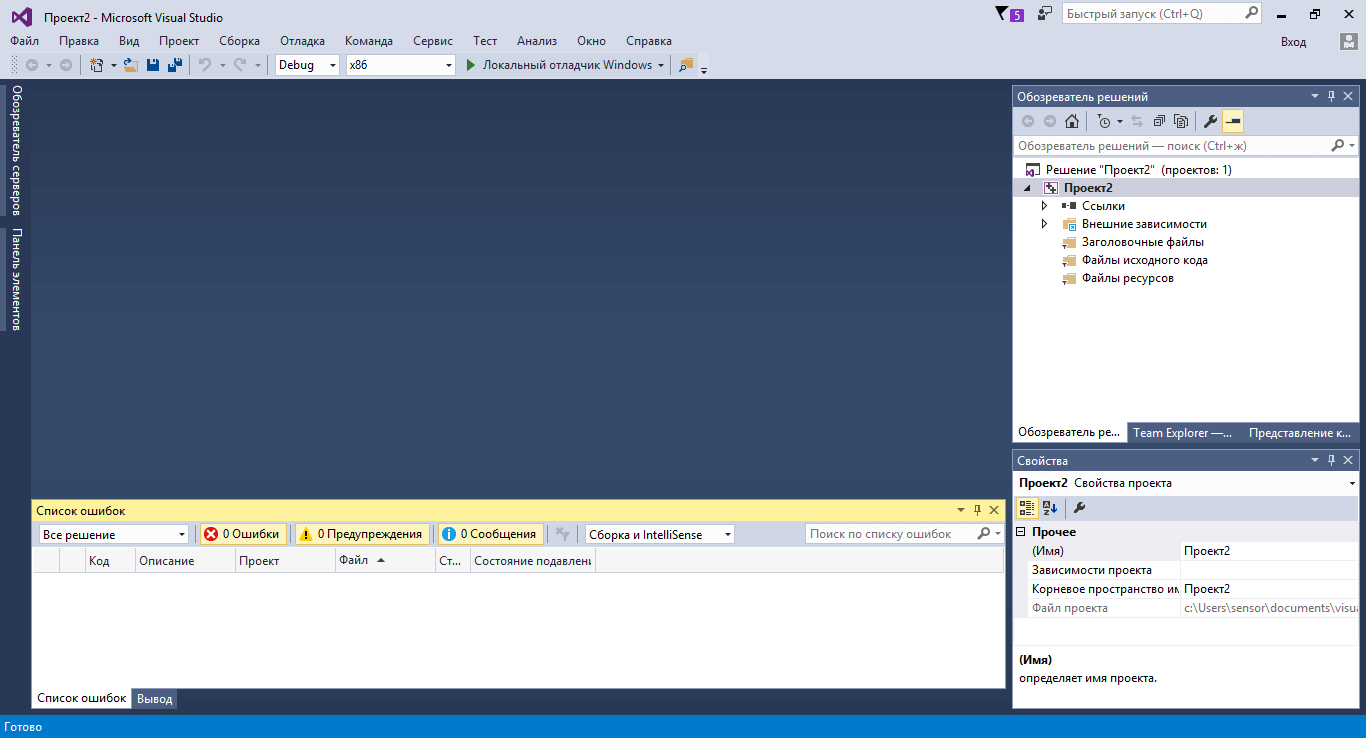 Проект2 - Microsoft Visual Studio
5
Быстрый запуск (Ctrl+Q)
Файл Правка Вид Проект Сборка Отладка Команда Сервис Тест Анализ Окно Справка
Вход
Debug x86 Локальный отладчик Windows
Обозреватель серверов
Панель элементов
Обозреватель решений
Обозреватель решений — поиск (Ctrl+ж)
Решение "Проект2" (проектов: 1)
Проект2
Ссылки
Внешние зависимости
Заголовочные файлы
Файлы исходного кода
Файлы ресурсов
Обозреватель ре... Team Explorer —... Представление к...
Свойства
Проект2 Свойства проекта
Прочее
(Имя) Проект2
Зависимости проекта
Корневое пространство им Проект2
Файл проекта c:\Users\sensor\documents\visua
(Имя)
определяет имя проекта.
Список ошибок
Все решение 0 Ошибки 0 Предупреждения 0 Сообщения Сборка и IntelliSense Поиск по списку ошибок
Код Описание Проект Файл Ст... Состояние подавлени
Список ошибок Вывод
Готово